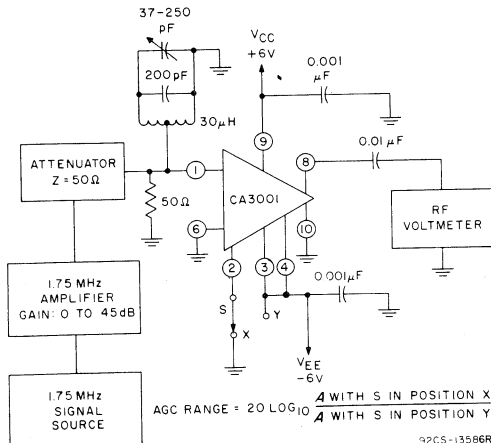 37-250
pF
200pF
30μH
VCC
+6V
0.001
μF
9
ATTENUATOR
Z = 50Ω
1
8
0.01μF
50Ω
CA3001
6
10
RF
VOLTMETER
2
3
4
0.001μF
1.75 MHz
AMPLIFIER
GAIN: 0 TO 45dB
S
X
Y
VEE
-6V
1.75 MHz
SIGNAL
SOURCE
AGC RANGE = 20 LOG10 A WITH S IN POSITION X
A WITH S IN POSITION Y
92CS-13586R